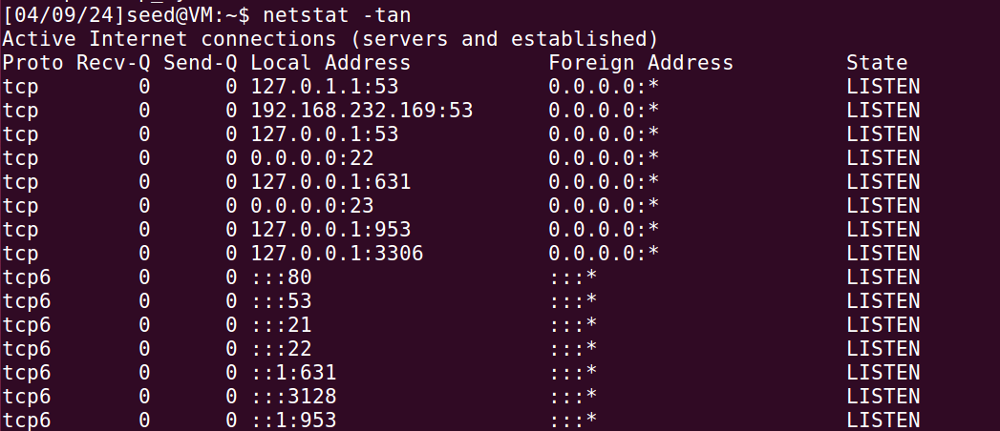 [04/09/24]seed@VM:~$ netstat -tan
Active Internet connections (servers and established)
Proto Recv-Q Send-Q Local Address           Foreign Address         State
tcp        0      0 127.0.1.1:53            0.0.0.0:*               LISTEN
tcp        0      0 192.168.232.169:53      0.0.0.0:*               LISTEN
tcp        0      0 127.0.0.1:53            0.0.0.0:*               LISTEN
tcp        0      0 0.0.0.0:22              0.0.0.0:*               LISTEN
tcp        0      0 127.0.0.1:631           0.0.0.0:*               LISTEN
tcp        0      0 0.0.0.0:23              0.0.0.0:*               LISTEN
tcp        0      0 127.0.0.1:953           0.0.0.0:*               LISTEN
tcp        0      0 127.0.0.1:3306          0.0.0.0:*               LISTEN
tcp6       0      0 :::80                   :::*                    LISTEN
tcp6       0      0 :::53                   :::*                    LISTEN
tcp6       0      0 :::21                   :::*                    LISTEN
tcp6       0      0 :::22                   :::*                    LISTEN
tcp6       0      0 ::1:631                 :::*                    LISTEN
tcp6       0      0 :::3128                 :::*                    LISTEN
tcp6       0      0 ::1:953                 :::*                    LISTEN